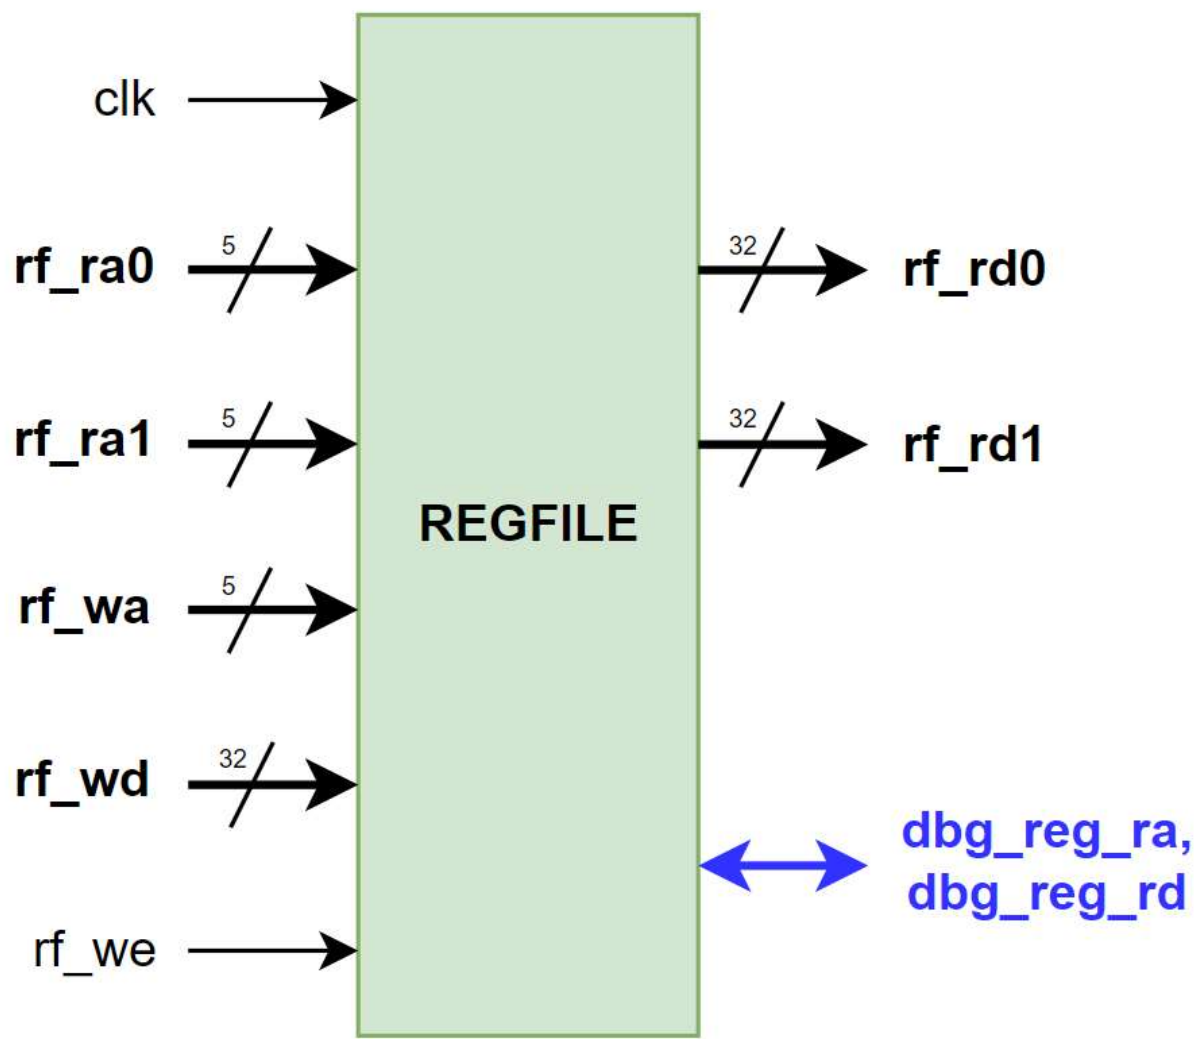 clk
5
rf_ra0
32
rf_rd0
5
rf_ra1
32
rf_rd1
REGFILE
5
rf_wa
32
rf_wd
dbg_reg_ra,
dbg_reg_rd
rf_we